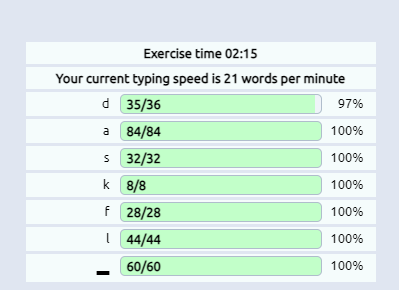 Exercise time 02:15
Your current typing speed is 21 words per minute
d 35/36 97%
a 84/84 100%
s 32/32 100%
k 8/8 100%
f 28/28 100%
l 44/44 100%
_ 60/60 100%